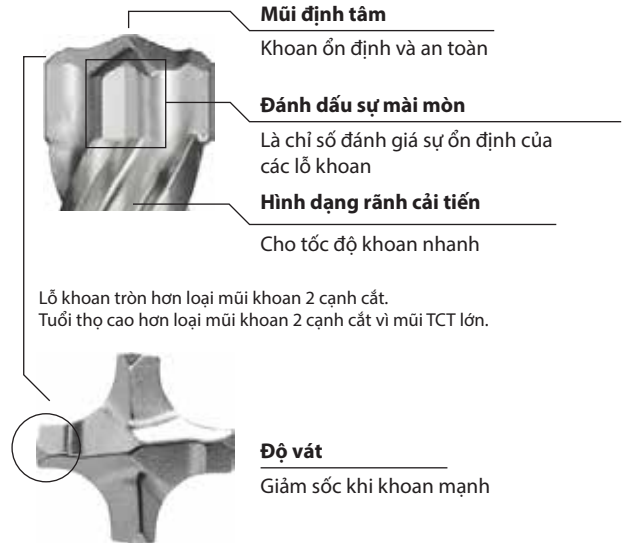 Mũi định tâm
Khoan ổn định và an toàn
Đánh dấu sự mài mòn
Là chỉ số đánh giá sự ổn định của
các lỗ khoan
Hình dạng rãnh cải tiến
Cho tốc độ khoan nhanh
Lỗ khoan tròn hơn loại mũi khoan 2 cạnh cắt.
Tuổi thọ cao hơn loại mũi khoan 2 cạnh cắt vì mũi TCT lớn.
Độ vát
Giảm sốc khi khoan mạnh